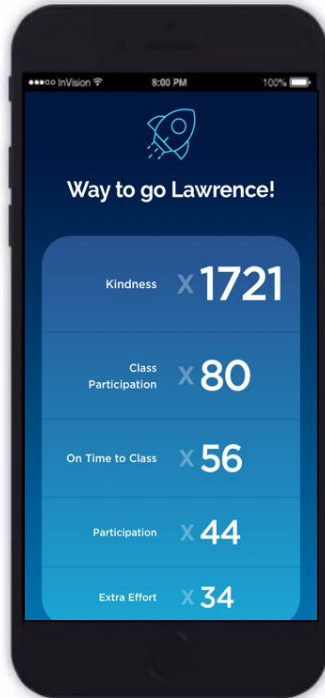 InVision 8:00 PM 100%
Way to go Lawrence!
Kindness X 1721
Class
Participation X 80
On Time to Class X 56
Participation X 44
Extra Effort X 34